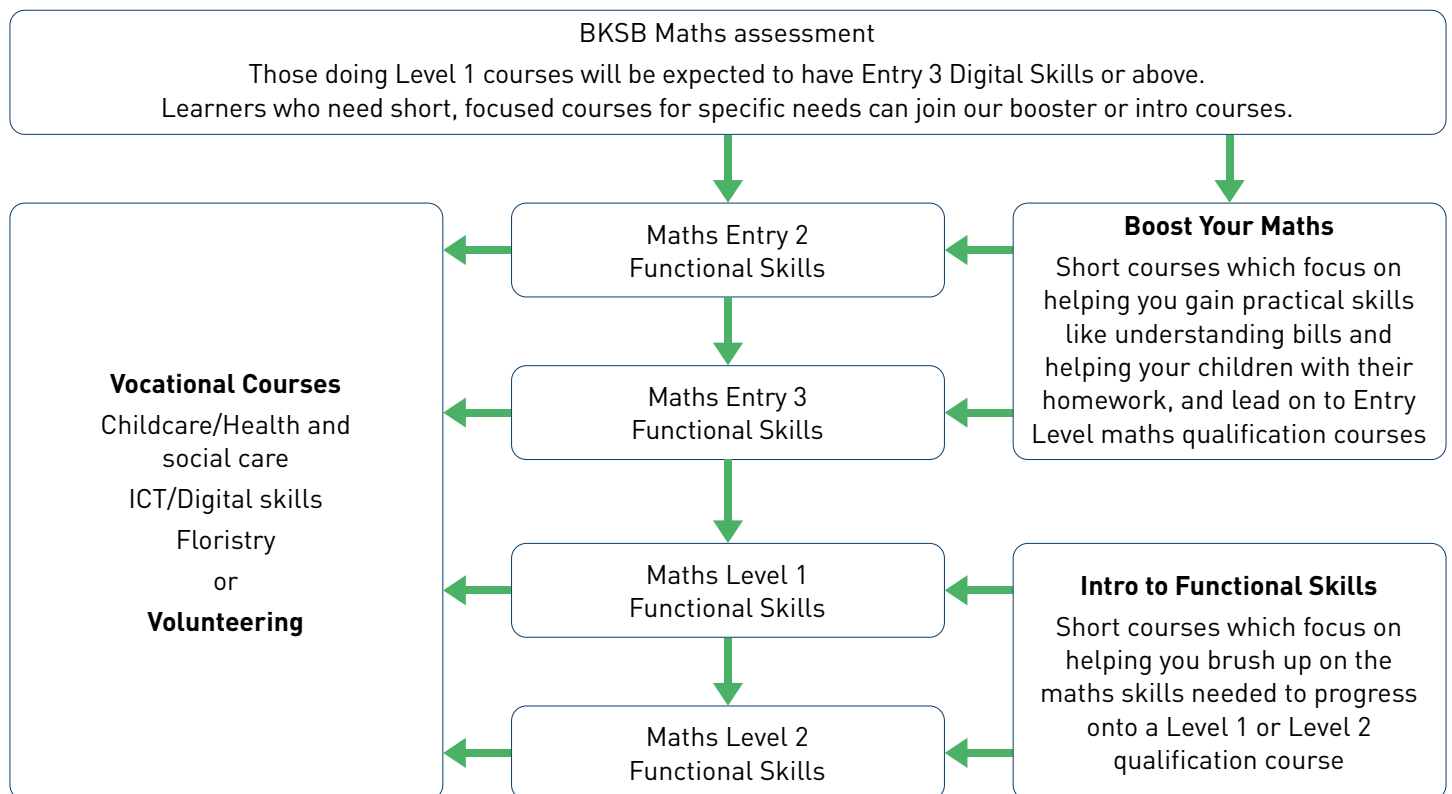 BKSB Maths assessment
Those doing Level 1 courses will be expected to have Entry 3 Digital Skills or above.
Learners who need short, focused courses for specific needs can join our booster or intro courses.
Vocational Courses
Childcare/Health and
social care
ICT/Digital skills
Floristry
or
Volunteering
Maths Entry 2
Functional Skills
Maths Entry 3
Functional Skills
Maths Level 1
Functional Skills
Maths Level 2
Functional Skills
Boost Your Maths
Short courses which focus on
helping you gain practical skills
like understanding bills and
helping your children with their
homework, and lead on to Entry
Level maths qualification courses
Intro to Functional Skills
Short courses which focus on
helping you brush up on the
maths skills needed to progress
onto a Level 1 or Level 2
qualification course